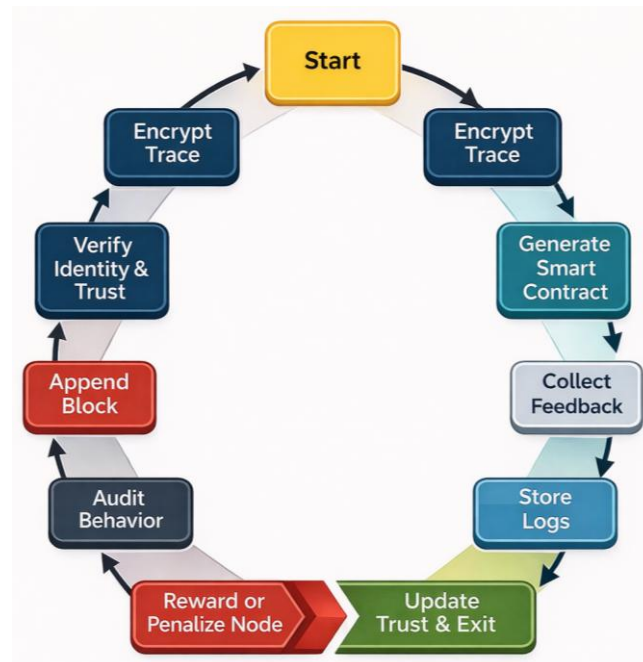 Start
Encrypt
Trace
Encrypt
Trace
Verify
Identity &
Trust
Generate
Smart
Contract
Append
Block
Collect
Feedback
Audit
Behavior
Store
Logs
Reward or
Penalize Node
Update
Trust & Exit